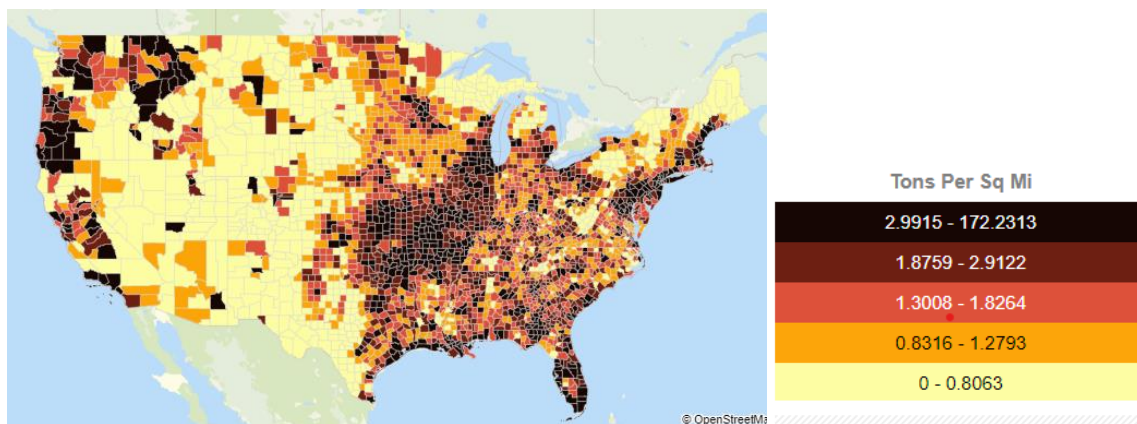 Tons Per Sq Mi
2.9915 - 172.2313
1.8759 - 2.9122
1.3008 - 1.8264
0.8316 - 1.2793
0 - 0.8063
© OpenStreetMa